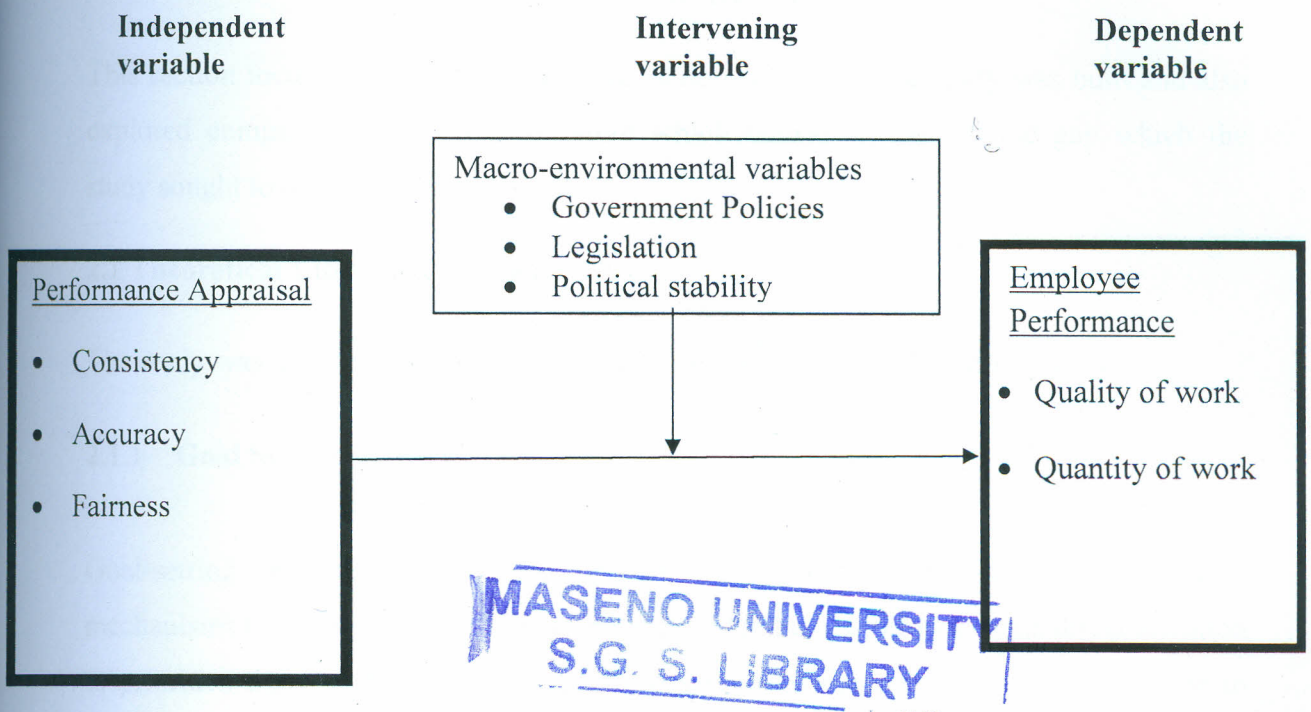 Independent
variable
Intervening
variable
Dependent
variable
Macro-environmental variables
• Government Policies
• Legislation
• Political stability
Performance Appraisal
• Consistency
• Accuracy
• Fairness
Employee
Performance
• Quality of work
• Quantity of work
MASENO UNIVERSITY
S.G. S. LIBRARY